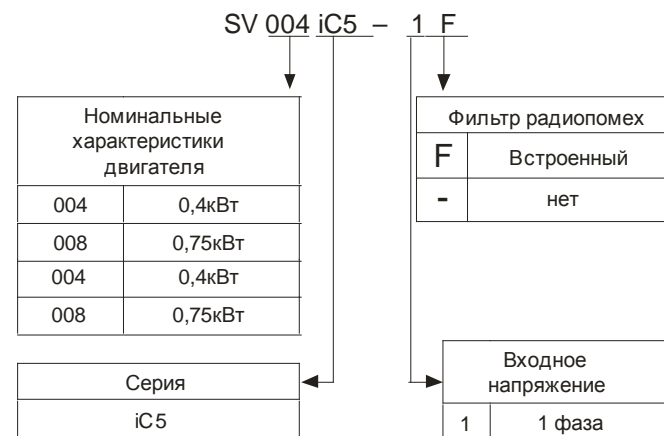 SV 004 iC5 – 1 F
Номинальные
характеристики
двигателя
004 0,4кВт
008 0,75кВт
004 0,4кВт
008 0,75кВт
Фильтр радиопомех
F Встроенный
- нет
Серия
iC5
Входное
напряжение
1 1 фаза